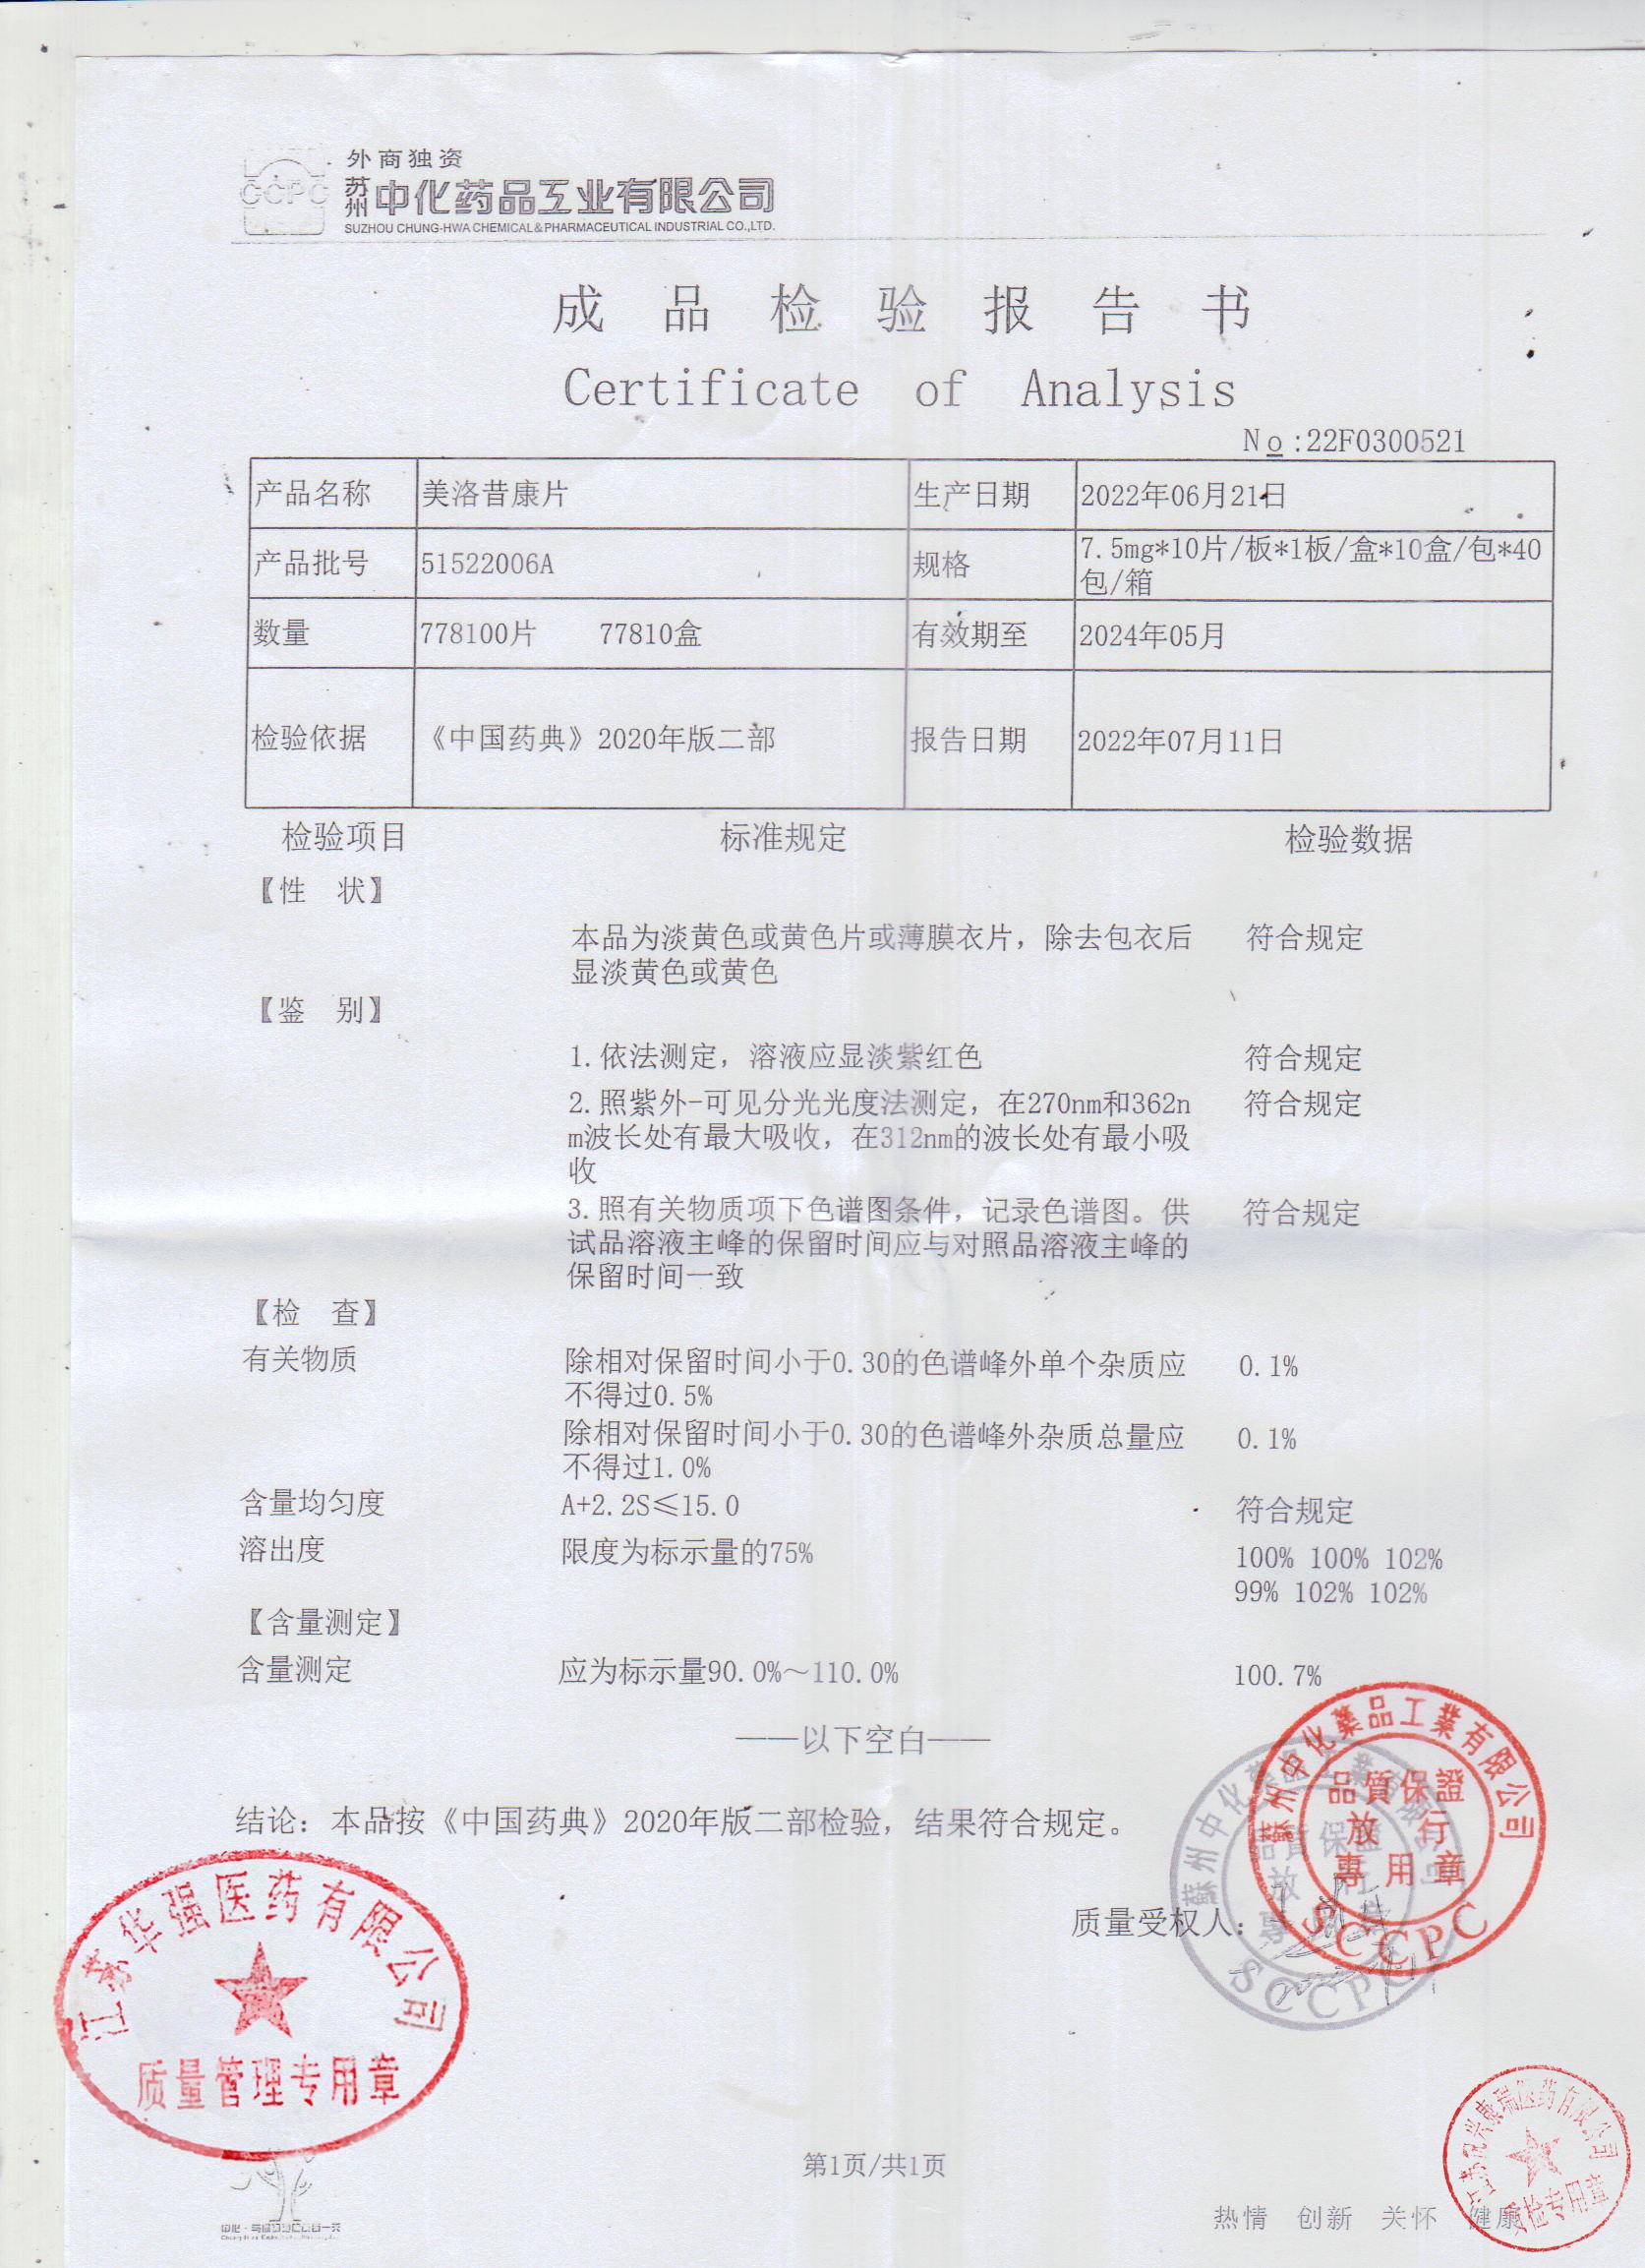 外商独资
CCPC
苏州中化药品工业有限公司
SUZHOU CHUNG-HWA CHEMICAL & PHARMACEUTICAL INDUSTRIAL CO.,LTD.
成品检验报告书
Certificate of Analysis
No:22F0300521
产品名称 美洛昔康片 生产日期 2022年06月21日
产品批号 51522006A 规格 7.5mg*10片/板*1板/盒*10盒/包*40
包/箱
数量 778100片 77810盒 有效期至 2024年05月
检验依据 《中国药典》2020年版二部 报告日期 2022年07月11日
检验项目 标准规定 检验数据
【性 状】
本品为淡黄色或黄色片或薄膜衣片，除去包衣后 符合规定
显淡黄色或黄色
【鉴 别】
1.依法测定，溶液应显淡紫红色 符合规定
2.照紫外-可见分光光度法测定，在270nm和362n 符合规定
m波长处有最大吸收，在312nm的波长处有最小吸
收
3.照有关物质项下色谱图条件，记录色谱图。供 符合规定
试品溶液主峰的保留时间应与对照品溶液主峰的
保留时间一致
【检 查】
有关物质 除相对保留时间小于0.30的色谱峰外单个杂质应 0.1%
不得过0.5%
除相对保留时间小于0.30的色谱峰外杂质总量应 0.1%
不得过1.0%
含量均匀度 A+2.2S≤15.0 符合规定
溶出度 限度为标示量的75% 100% 100% 102%
99% 102% 102%
【含量测定】
含量测定 应为标示量90.0%～110.0% 100.7%
——以下空白——
结论：本品按《中国药典》2020年版二部检验，结果符合规定。
蘇州中化藥品工業有限公司
品質保證
放行
專用章
SCCPC
质量受权人：
江苏华强医药有限公司
质量管理专用章
第1页/共1页
热情 创新 关怀 健康